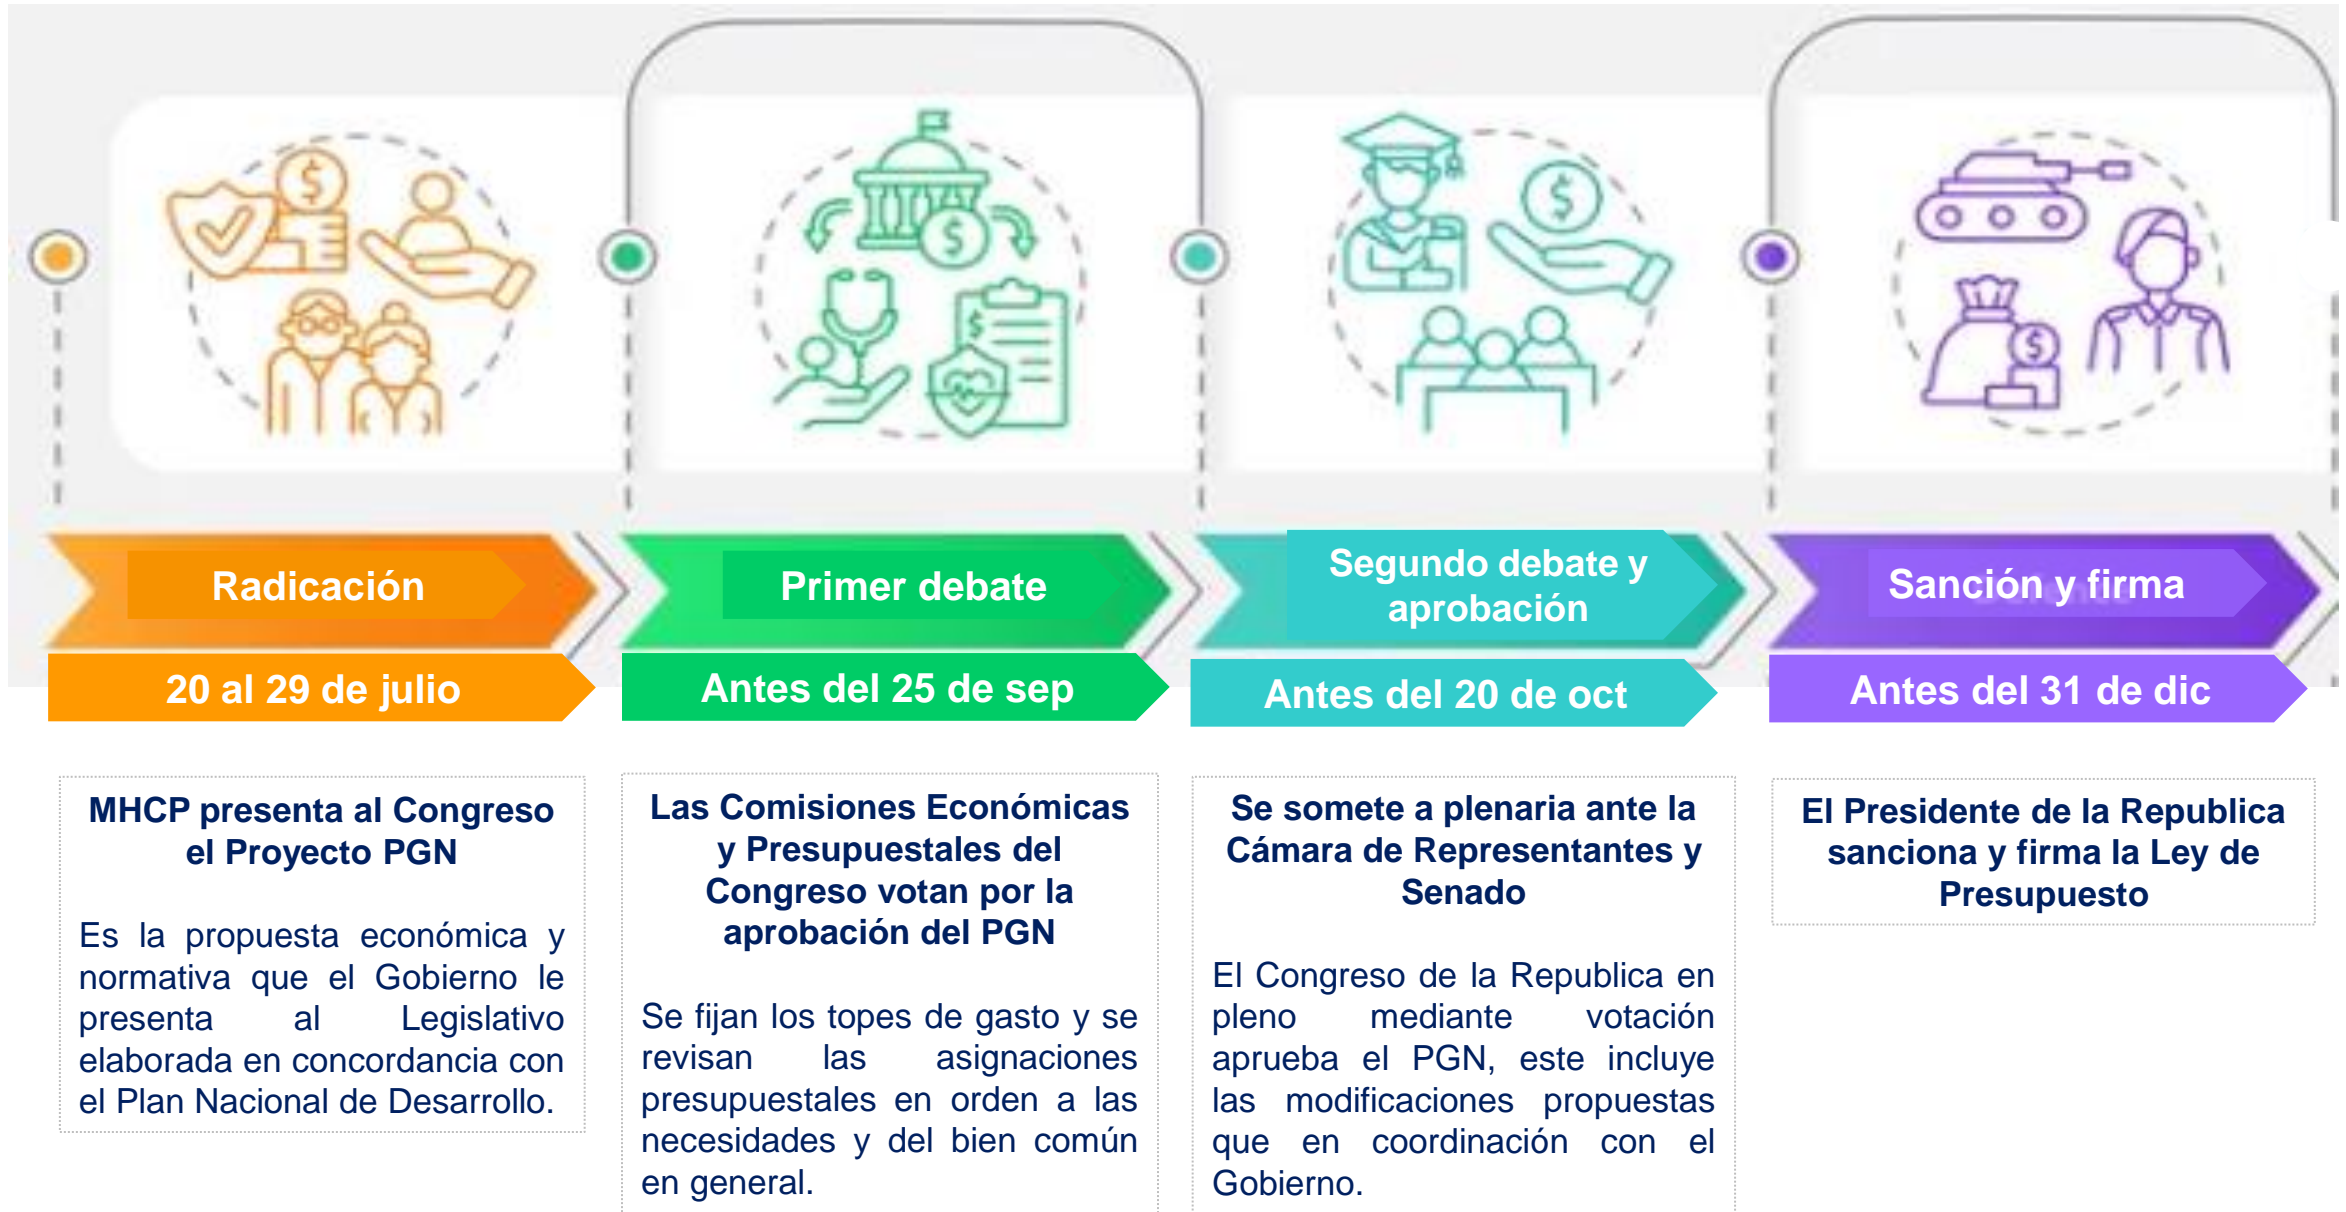 Radicación
20 al 29 de julio
MHCP presenta al Congreso
el Proyecto PGN
Es la propuesta económica y
normativa que el Gobierno le
presenta al Legislativo
elaborada en concordancia con
el Plan Nacional de Desarrollo.
Primer debate
Antes del 25 de sep
Las Comisiones Económicas
y Presupuestales del
Congreso votan por la
aprobación del PGN
Se fijan los topes de gasto y se
revisan las asignaciones
presupuestales en orden a las
necesidades y del bien común
en general.
Segundo debate y
aprobación
Antes del 20 de oct
Se somete a plenaria ante la
Cámara de Representantes y
Senado
El Congreso de la Republica en
pleno mediante votación
aprueba el PGN, este incluye
las modificaciones propuestas
que en coordinación con el
Gobierno.
Sanción y firma
Antes del 31 de dic
El Presidente de la Republica
sanciona y firma la Ley de
Presupuesto